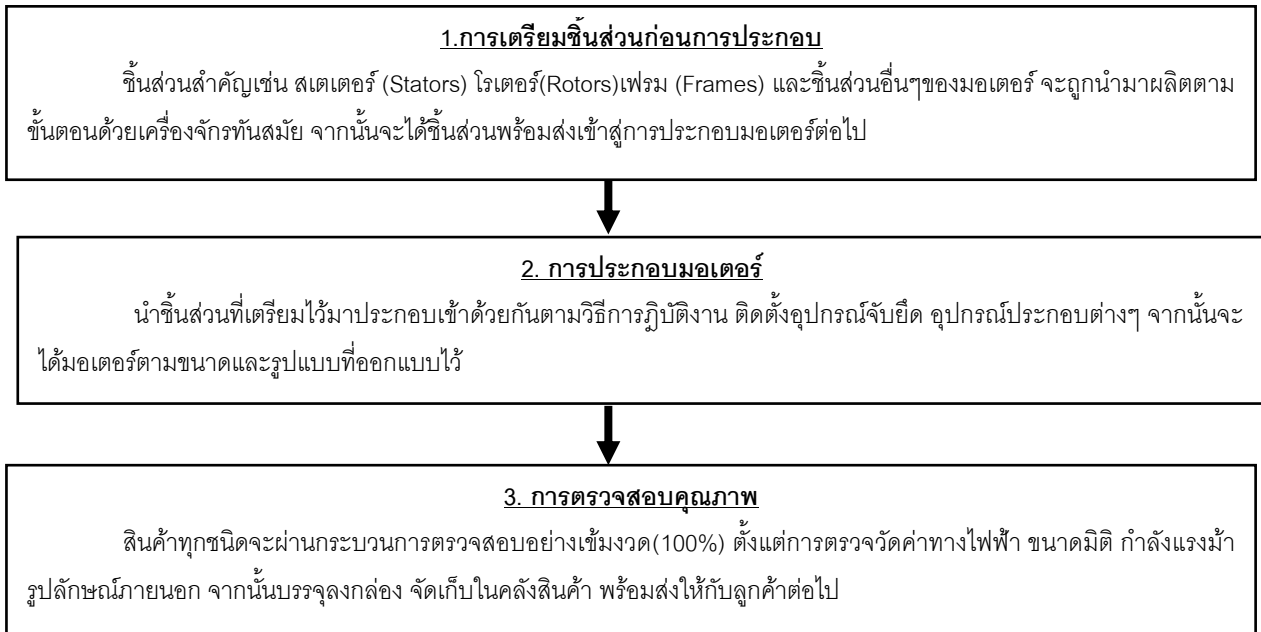 1.การเตรียมชิ้นส่วนก่อนการประกอบ
ชิ้นส่วนสำคัญเช่น สเตเตอร์ (Stators) โรเตอร์(Rotors)เฟรม (Frames) และชิ้นส่วนอื่นๆของมอเตอร์ จะถูกนำมาผลิตตาม
ขั้นตอนด้วยเครื่องจักรทันสมัย จากนั้นจะได้ชิ้นส่วนพร้อมส่งเข้าสู่การประกอบมอเตอร์ต่อไป
2. การประกอบมอเตอร์
นำชิ้นส่วนที่เตรียมไว้มาประกอบเข้าด้วยกันตามวิธีการฎิบัติงาน ติดตั้งอุปกรณ์จับยึด อุปกรณ์ประกอบต่างๆ จากนั้นจะ
ได้มอเตอร์ตามขนาดและรูปแบบที่ออกแบบไว้
3. การตรวจสอบคุณภาพ
สินค้าทุกชนิดจะผ่านกระบวนการตรวจสอบอย่างเข้มงวด(100%) ตั้งแต่การตรวจวัดค่าทางไฟฟ้า ขนาดมิติ กำลังแรงม้า
รูปลักษณ์ภายนอก จากนั้นบรรจุลงกล่อง จัดเก็บในคลังสินค้า พร้อมส่งให้กับลูกค้าต่อไป